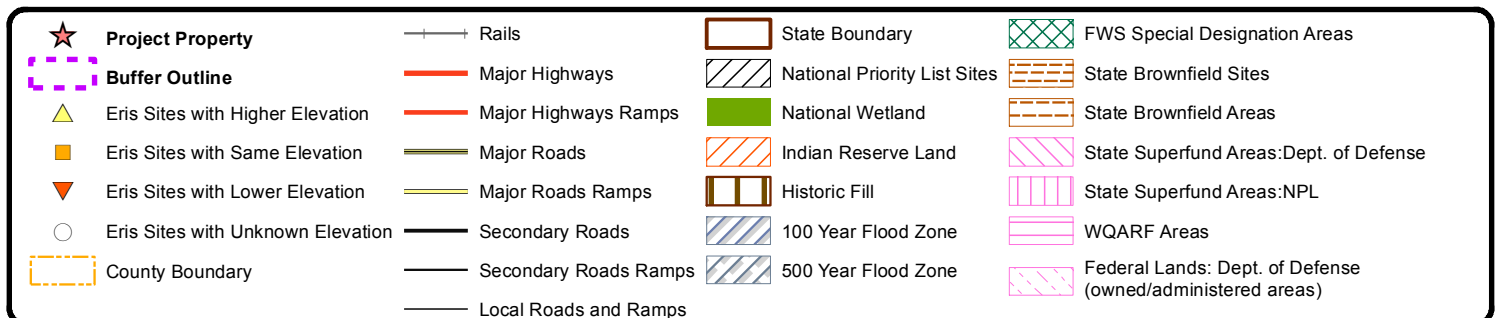 Project Property
Buffer Outline
Eris Sites with Higher Elevation
Eris Sites with Same Elevation
Eris Sites with Lower Elevation
Eris Sites with Unknown Elevation
County Boundary
Rails
Major Highways
Major Highways Ramps
Major Roads
Major Roads Ramps
Secondary Roads
Secondary Roads Ramps
Local Roads and Ramps
State Boundary
National Priority List Sites
National Wetland
Indian Reserve Land
Historic Fill
100 Year Flood Zone
500 Year Flood Zone
FWS Special Designation Areas
State Brownfield Sites
State Brownfield Areas
State Superfund Areas:Dept. of Defense
State Superfund Areas:NPL
WQARF Areas
Federal Lands: Dept. of Defense
(owned/administered areas)